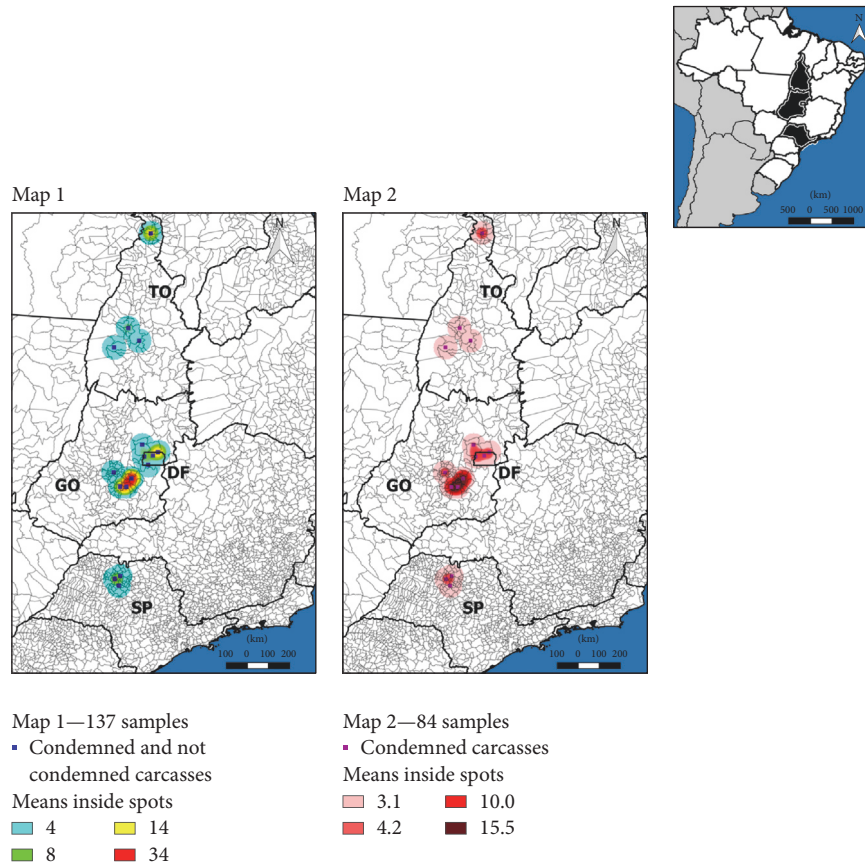 N
(km)
500 0 500 1000
Map 1
Map 2
N
TO
GO
DF
SP
(km)
100 0 100 200
N
TO
GO
DF
SP
(km)
100 0 100 200
Map 1—137 samples
Condemned and not
condemned carcasses
Means inside spots
4 14
8 34
Map 2—84 samples
Condemned carcasses
Means inside spots
3.1 10.0
4.2 15.5